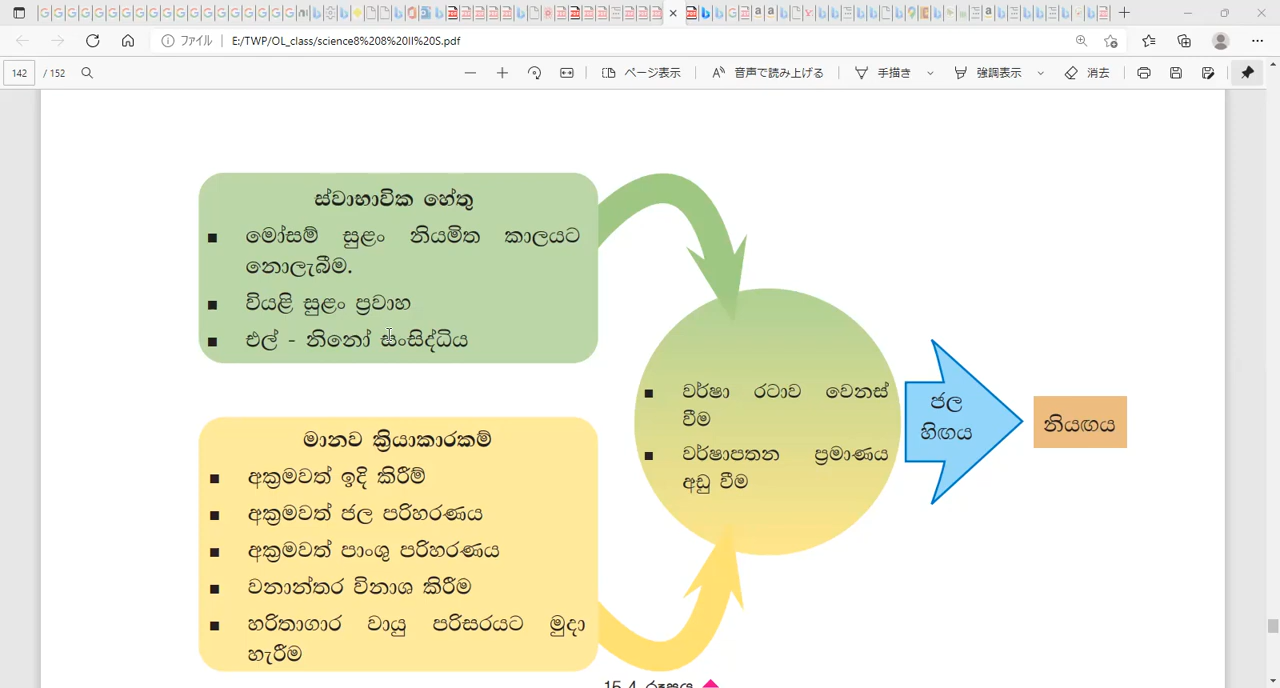 ファイル
E:/TWP/OL_class/science8%208%20II%20S.pdf
142 / 152
ページ表示
音声で読み上げる
手描き
強調表示
消去
ස්වාභාවික හේතු
■ මෝසම් සුළං නියමිත කාලයට
නොලැබීම.
■ වියළි සුළං ප්‍රවාහ
■ එල් - නිනෝ සංසිද්ධිය
■ වර්ෂා රටාව වෙනස්
වීම
■ වර්ෂාපතන ප්‍රමාණය
අඩු වීම
ජල
හිඟය
නියඟය
මානව ක්‍රියාකාරකම්
■ අක්‍රමවත් ඉදි කිරීම්
■ අක්‍රමවත් ජල පරිහරණය
■ අක්‍රමවත් පාංශු පරිහරණය
■ වනාන්තර විනාශ කිරීම
■ හරිතාගාර වායු පරිසරයට මුදා
හැරීම
15.4 රූපය